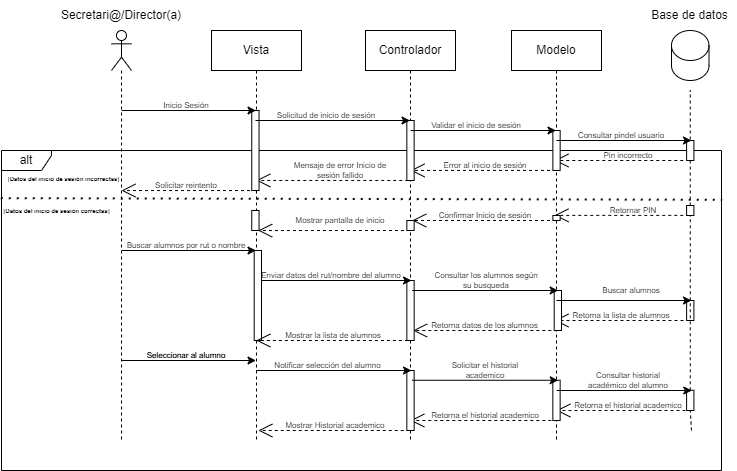 Secretari@/Director(a)
Base de datos
Vista
Controlador
Modelo
Inicio Sesión
Solicitud de inicio de sesión
Validar el inicio de sesión
Consultar pindel usuario
alt
Pin incorrecto
Error al inicio de sesión
Mensaje de error Inicio de
sesión fallido
[Datos del inicio de sesión incorrectas]
Solicitar reintento
[Datos del inicio de sesión correctas]
Retornar PIN
Confirmar Inicio de sesión
Mostrar pantalla de inicio
Buscar alumnos por rut o nombre
Enviar datos del rut/nombre del alumno
Consultar los alumnos según
su busqueda
Buscar alumnos
Retorna la lista de alumnos
Retorna datos de los alumnos
Mostrar la lista de alumnos
Seleccionar al alumno
Notificar selección del alumno
Solicitar el historial
academico
Consultar historial
académico del alumno
Retorna el historial academico
Retorna el historial academico
Mostrar Historial academico